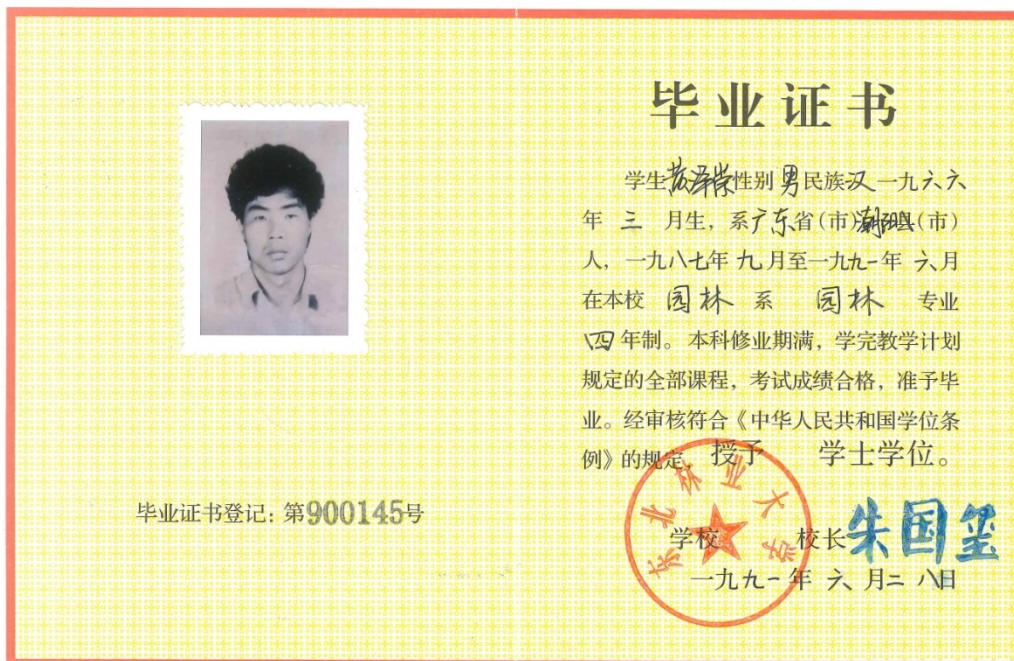 毕业证书
学生黄泽崇性别男民族汉一九六六
年三月生，系广东省(市)潮阳县(市)
人，一九八七年九月至一九九一年六月
在本校园林系园林专业
四年制。本科修业期满，学完教学计划
规定的全部课程，考试成绩合格，准予毕
业。经审核符合《中华人民共和国学位条
例》的规定，授予 学士学位。
东北林业大学
学校 校长 朱国玺
一九九一年六月二八日
毕业证书登记：第900145号